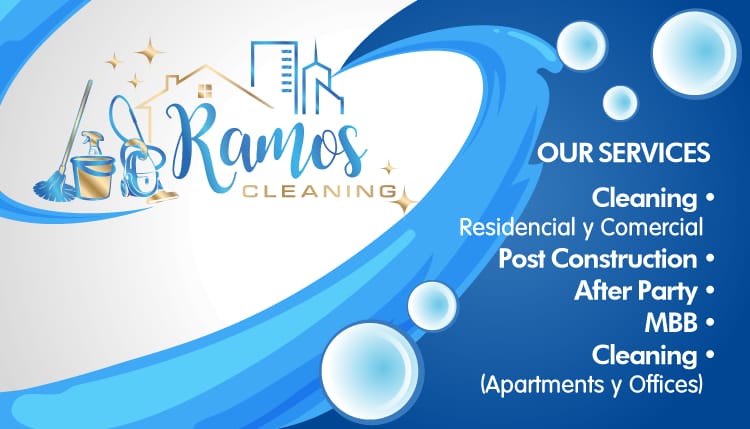 Ramos
CLEANING
OUR SERVICES
Cleaning •
Residencial y Comercial
Post Construction •
After Party •
MBB •
Cleaning •
(Apartments y Offices)